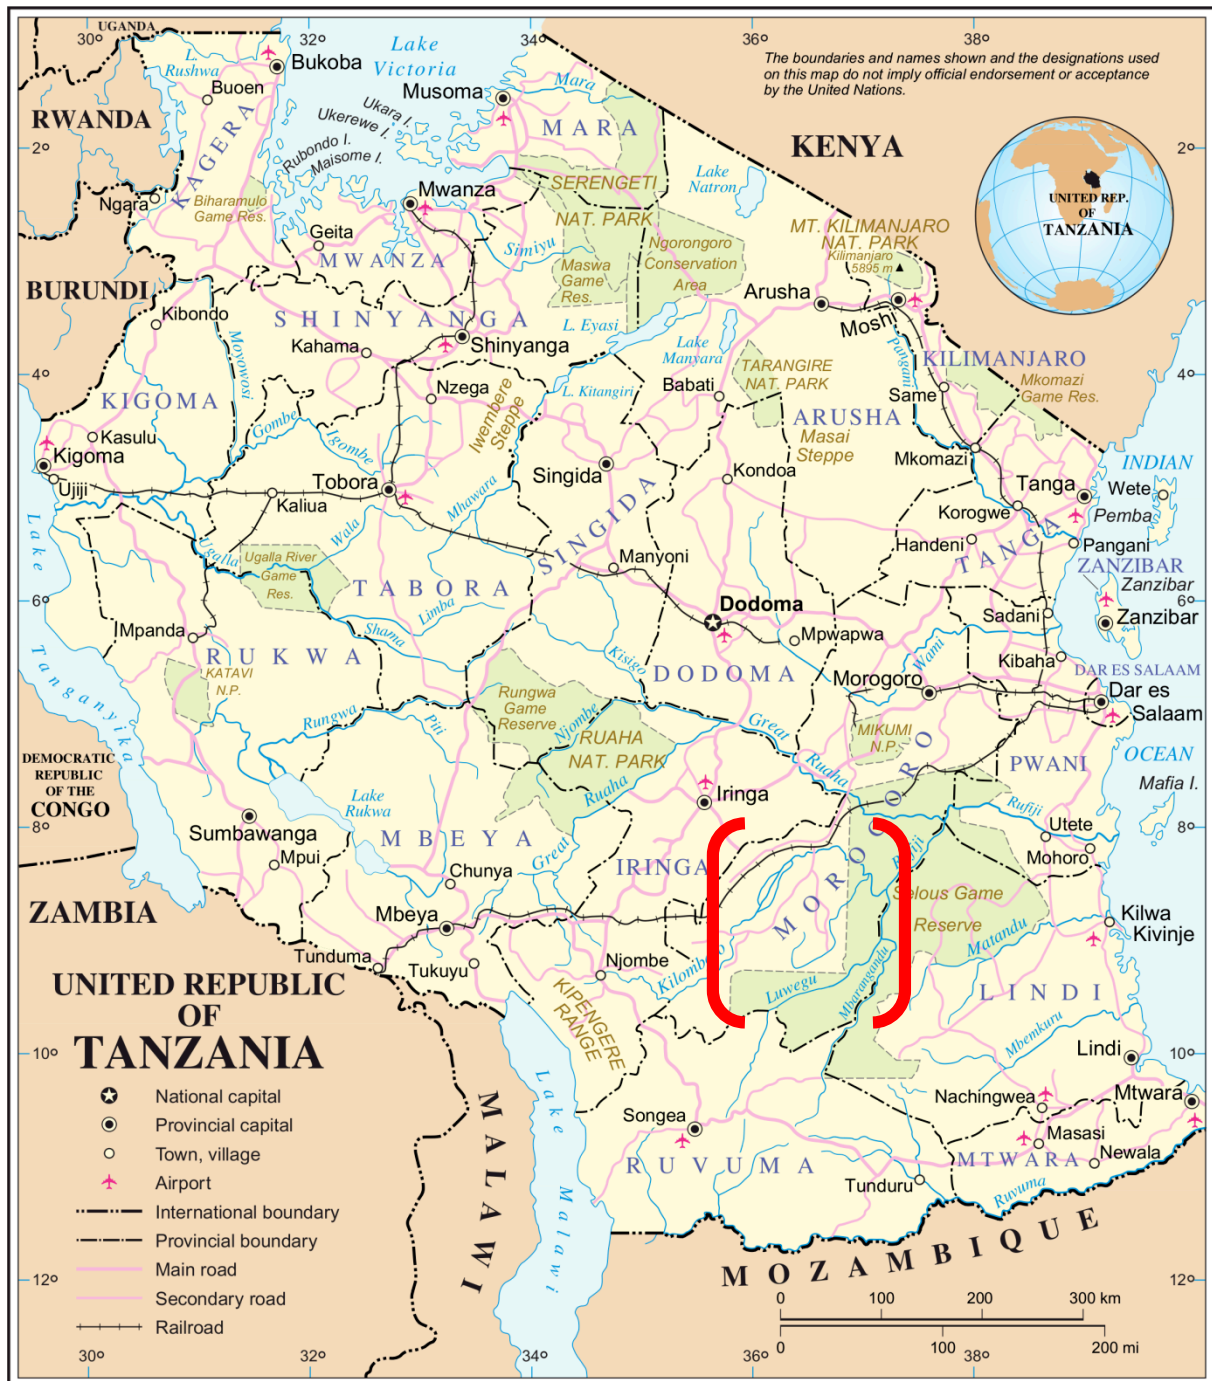 UGANDA
30°
32°
34°
36°
38°
The boundaries and names shown and the designations used
on this map do not imply official endorsement or acceptance
by the United Nations.
L.
Rushwa
Bukoba
Lake
Victoria
Buoen
Musoma
Mara
RWANDA
KAGERA
Ukara I.
Ukerewe I.
Rubondo I.
Maisome I.
MARA
KENYA
2°
2°
Ngara
Biharamulo
Game Res.
Mwanza
SERENGETI
NAT. PARK
Lake
Natron
UNITED REP.
OF
TANZANIA
Geita
MWANZA
Simiyu
Maswa
Game
Res.
Ngorongoro
Conservation
Area
MT. KILIMANJARO
NAT. PARK
Kilimanjaro
5895 m
BURUNDI
Kibondo
SHINYANGA
Arusha
Moshi
Moyowosi
Kahama
Shinyanga
L. Eyasi
Lake
Manyara
Pangani
KILIMANJARO
4°
4°
KIGOMA
Nzega
Iwembere
Steppe
L. Kitangiri
Babati
TARANGIRE
NAT. PARK
ARUSHA
Same
Mkomazi
Game Res.
Kasulu
Gombe
Igombe
Masai
Steppe
Kigoma
Ujiji
Tobora
Singida
Kondoa
Mkomazi
INDIAN
Kaliua
Mhawara
SINGIDA
Tanga
Wete
Wala
Korogwe
Pemba
Ugalla
Ugalla River
Game
Res.
Manyoni
Handeni
TANGA
Pangani
ZANZIBAR
Zanzibar
TABORA
Limba
Dodoma
Sadani
6°
6°
Zanzibar
Mpanda
Shama
Mpwapwa
Wami
RUKWA
Kisigo
DODOMA
Kibaha
DAR ES SALAAM
KATAVI
N.P.
Morogoro
Dar es
Salaam
Lake
Tanganyika
Rungwa
Piti
Rungwa
Game
Reserve
Njombe
RUAHA
NAT. PARK
Great
Ruaha
MIKUMI
N.P.
OCEAN
DEMOCRATIC
REPUBLIC
OF THE
CONGO
PWANI
Lake
Rukwa
Ruaha
Iringa
Rufiji
Mafia I.
8°
8°
Sumbawanga
MBEYA
Great
MOROGORO
Utete
Mpui
Chunya
IRINGA
Rufiji
Mohoro
ZAMBIA
Mbeya
Selous Game
Reserve
Kilwa
Kivinje
Matandu
Tunduma
Tukuyu
Njombe
Kilombero
Luwegu
Mbarangandu
UNITED REPUBLIC
OF
TANZANIA
KIPENGERE
RANGE
LINDI
Mbemkuru
10°
10°
Lindi
National capital
Nachingwea
Mtwara
Provincial capital
Songea
Town, village
Masasi
Airport
RUVUMA
MTWARA
Newala
International boundary
Tunduru
Ruvuma
Provincial boundary
MALAWI
Lake Malawi
MOZAMBIQUE
Main road
12°
12°
Secondary road
0 100 200 300 km
Railroad
0 100 200 mi
30°
32°
34°
36°
38°